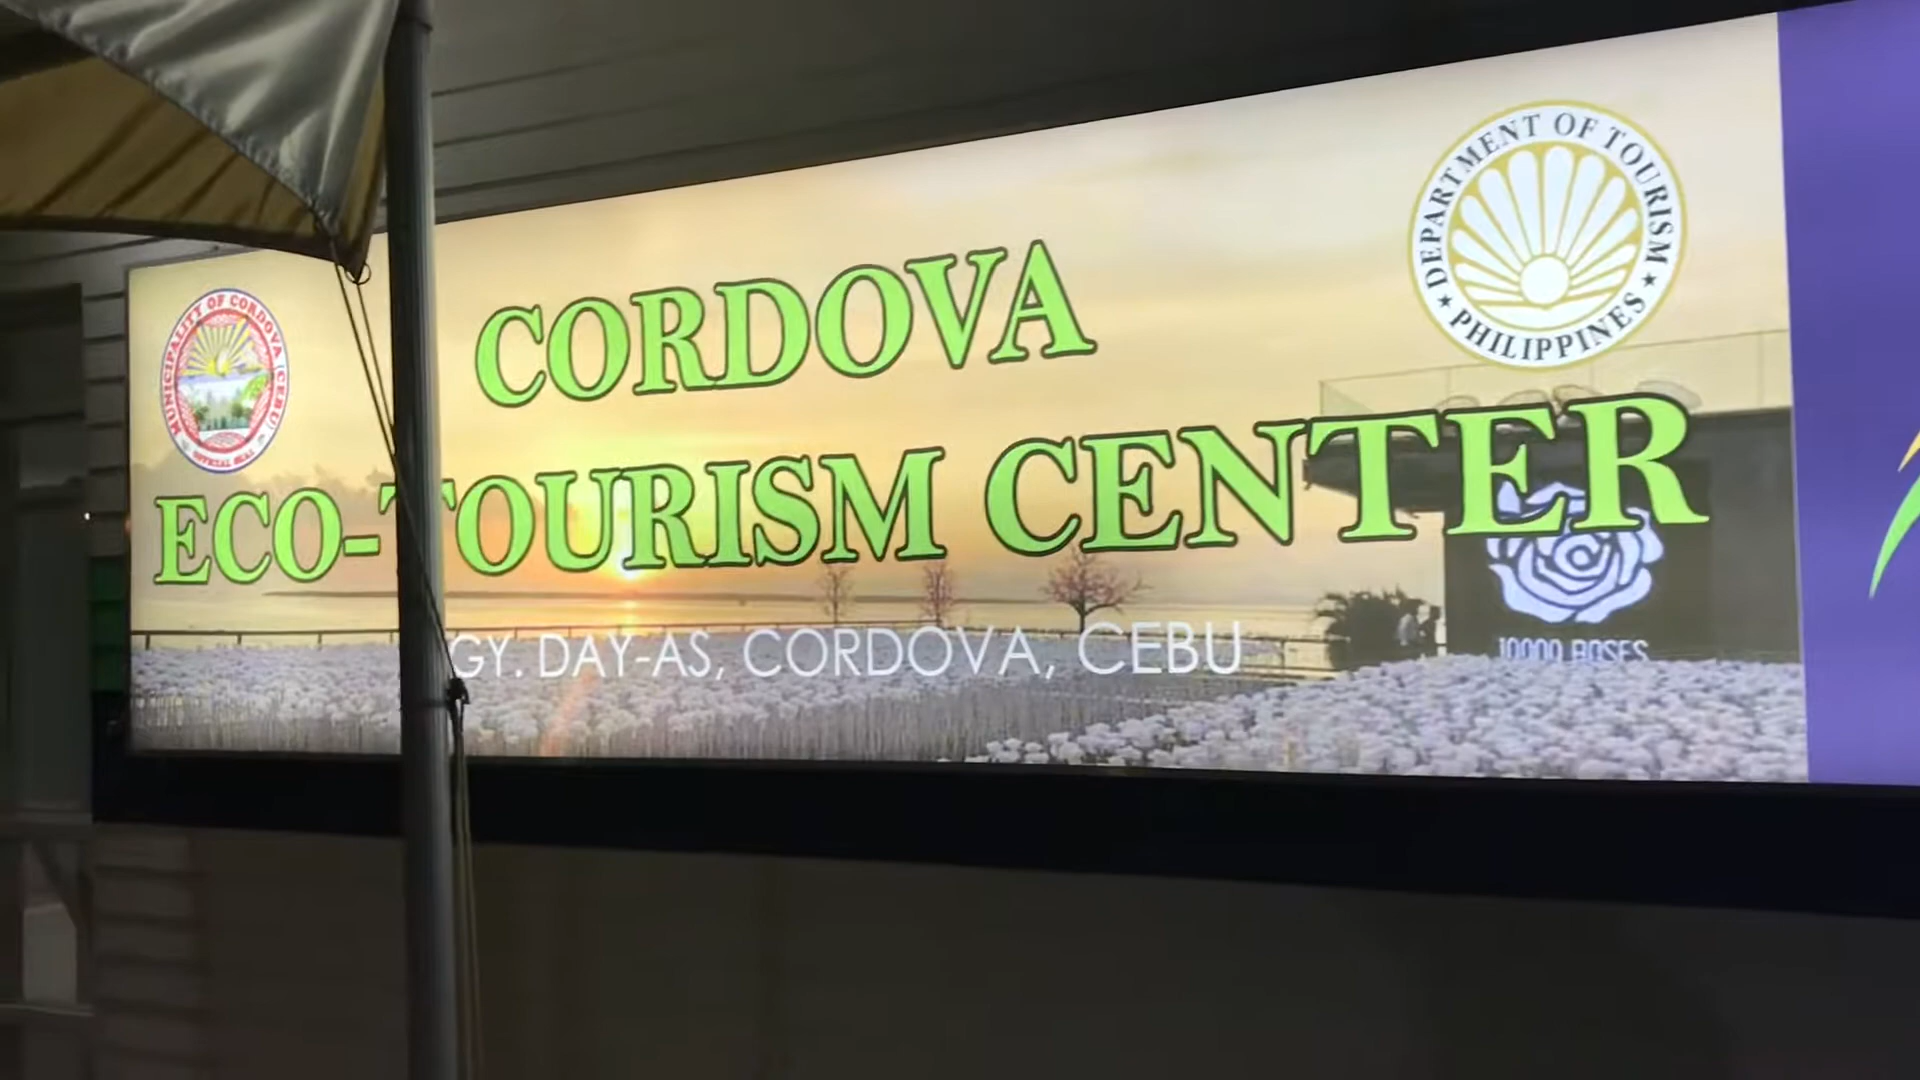 CORDOVA
ECO-TOURISM CENTER
GY. DAY-AS, CORDOVA, CEBU
MUNICIPALITY OF CORDOVA (CEBU)
OFFICIAL SEAL
DEPARTMENT OF TOURISM
PHILIPPINES
10000 ROSES